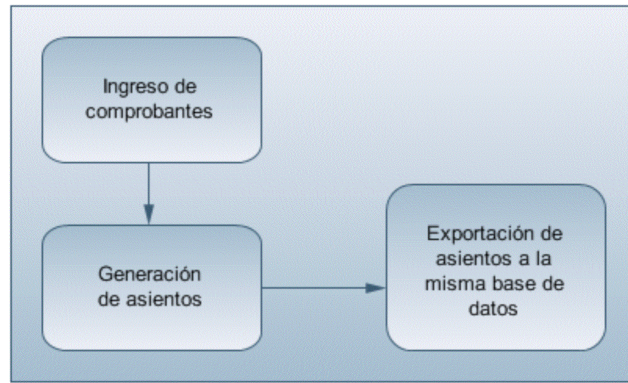 Ingreso de
comprobantes
Generación
de asientos
Exportación de
asientos a la
misma base de
datos